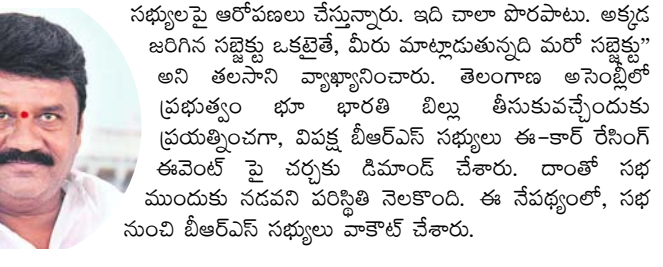 సభ్యులపై ఆరోపణలు చేస్తున్నారు. ఇది చాలా పొరపాటు. అక్కడ
జరిగిన సబ్జెక్టు ఒకటైతే, మీరు మాట్లాడుతున్నది మరో సబ్జెక్టు”
అని తలసాని వ్యాఖ్యానించారు. తెలంగాణ అసెంబ్లీలో
ప్రభుత్వం భూ భారతి బిల్లు తీసుకువచ్చేందుకు
ప్రయత్నించగా, విపక్ష బీఆర్ఎస్ సభ్యులు ఈ-కార్ రేసింగ్
ఈవెంట్ పై చర్చకు డిమాండ్ చేశారు. దాంతో సభ
ముందుకు నడవని పరిస్థితి నెలకొంది. ఈ నేపథ్యంలో, సభ
నుంచి బీఆర్ఎస్ సభ్యులు వాకౌట్ చేశారు.